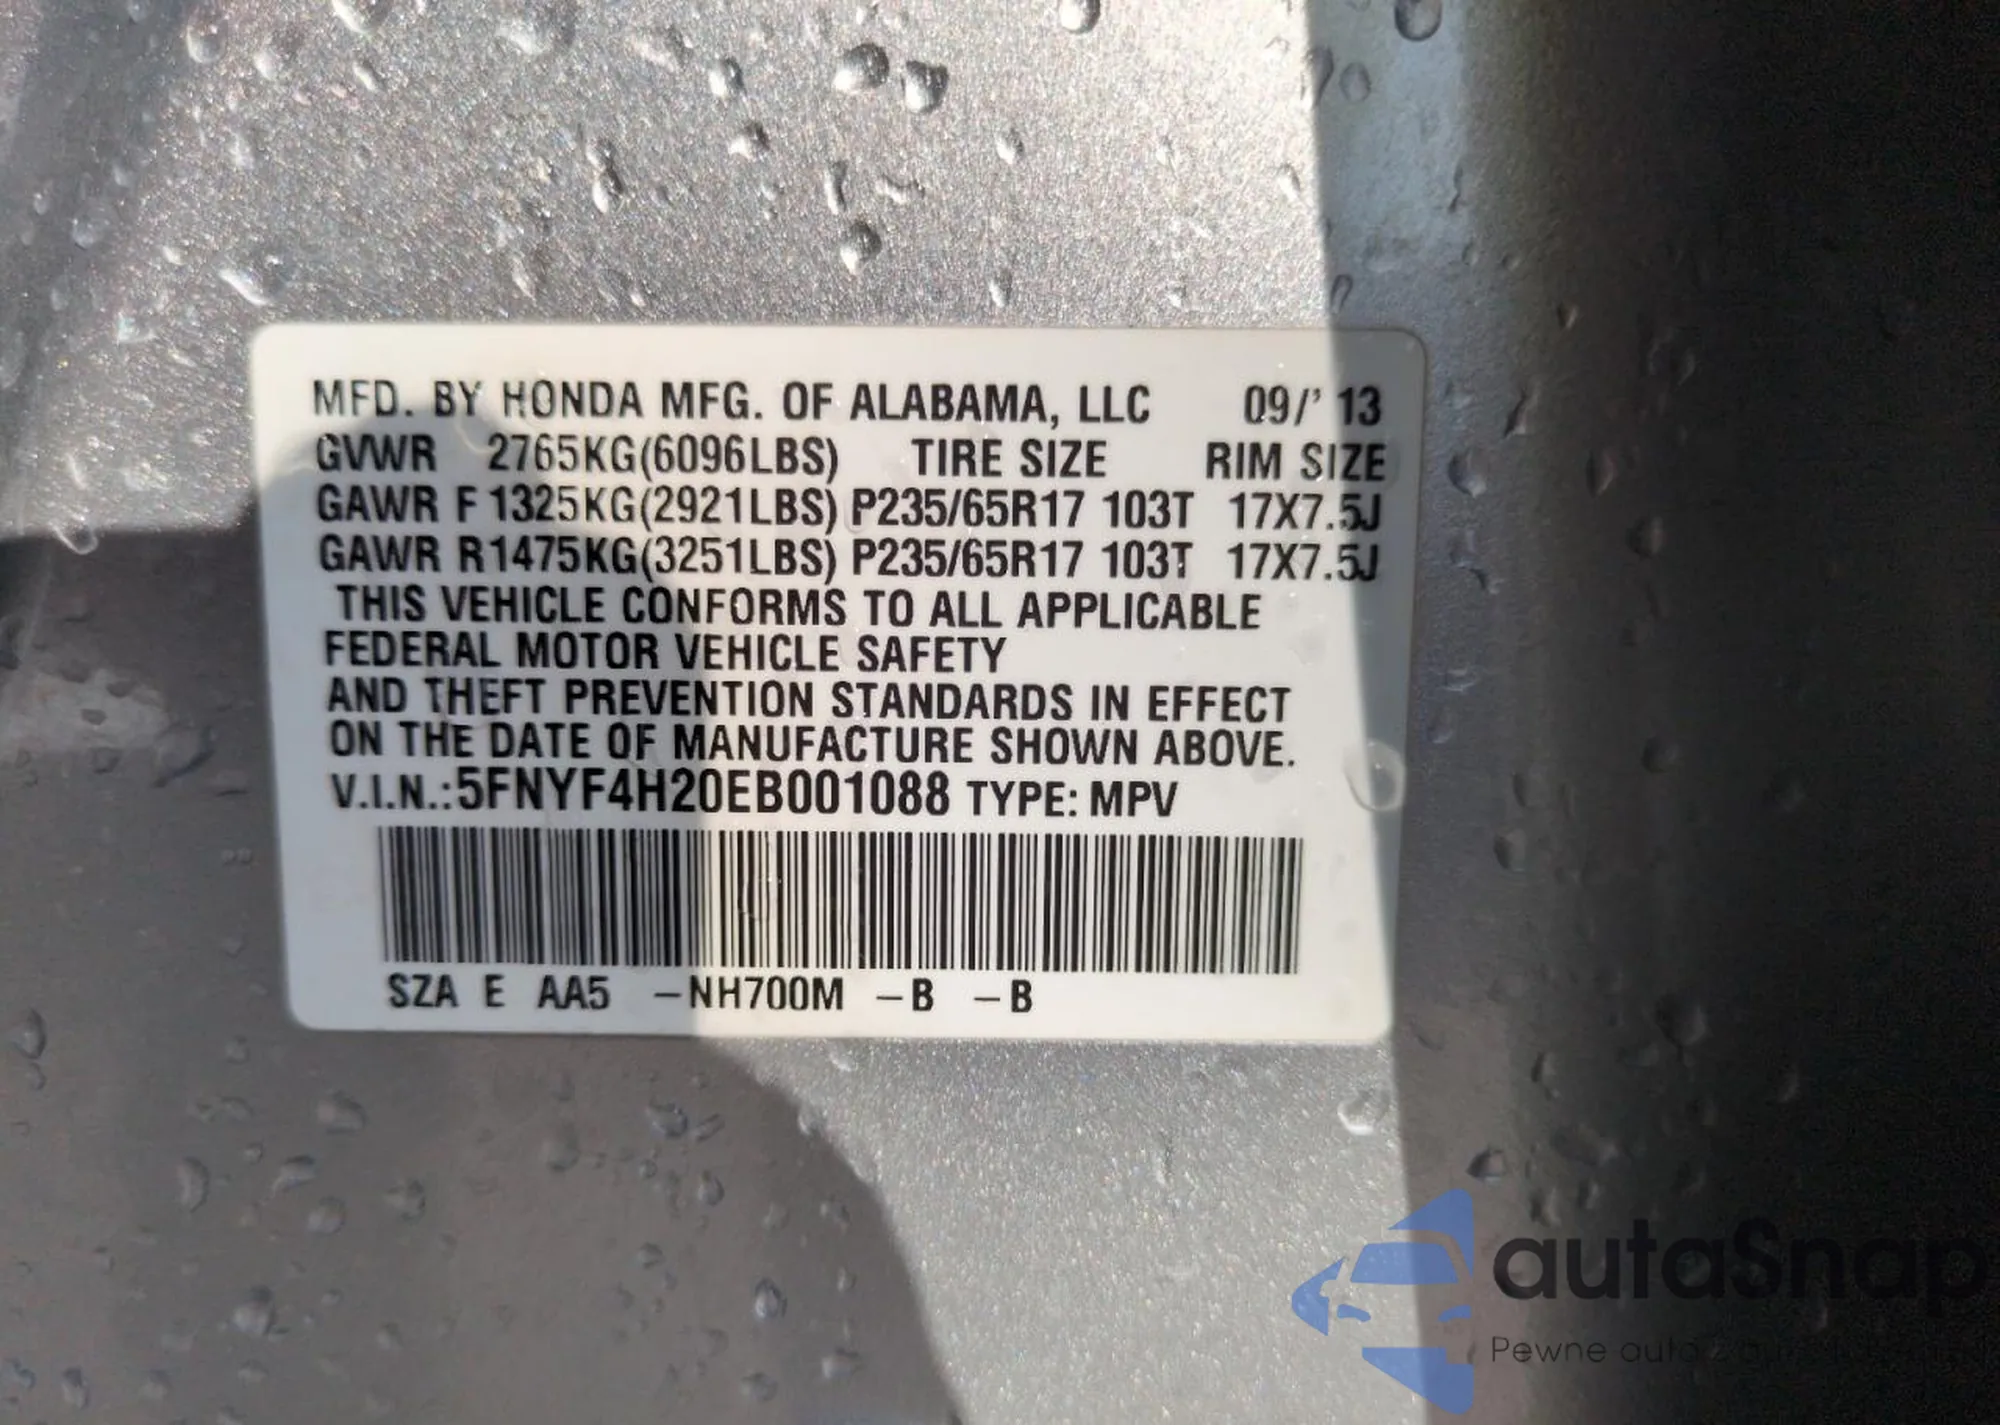 MFD. BY HONDA MFG. OF ALABAMA, LLC 09/' 13
GVWR 2765KG(6096LBS) TIRE SIZE RIM SIZE
GAWR F 1325KG(2921LBS) P235/65R17 103T 17X7.5J
GAWR R1475KG(3251LBS) P235/65R17 103T 17X7.5J
THIS VEHICLE CONFORMS TO ALL APPLICABLE
FEDERAL MOTOR VEHICLE SAFETY
AND THEFT PREVENTION STANDARDS IN EFFECT
ON THE DATE OF MANUFACTURE SHOWN ABOVE.
V.I.N.:5FNYF4H20EB001088 TYPE: MPV
SZA E AA5 -NH700M -B -B
autaSnap
Pewne auta